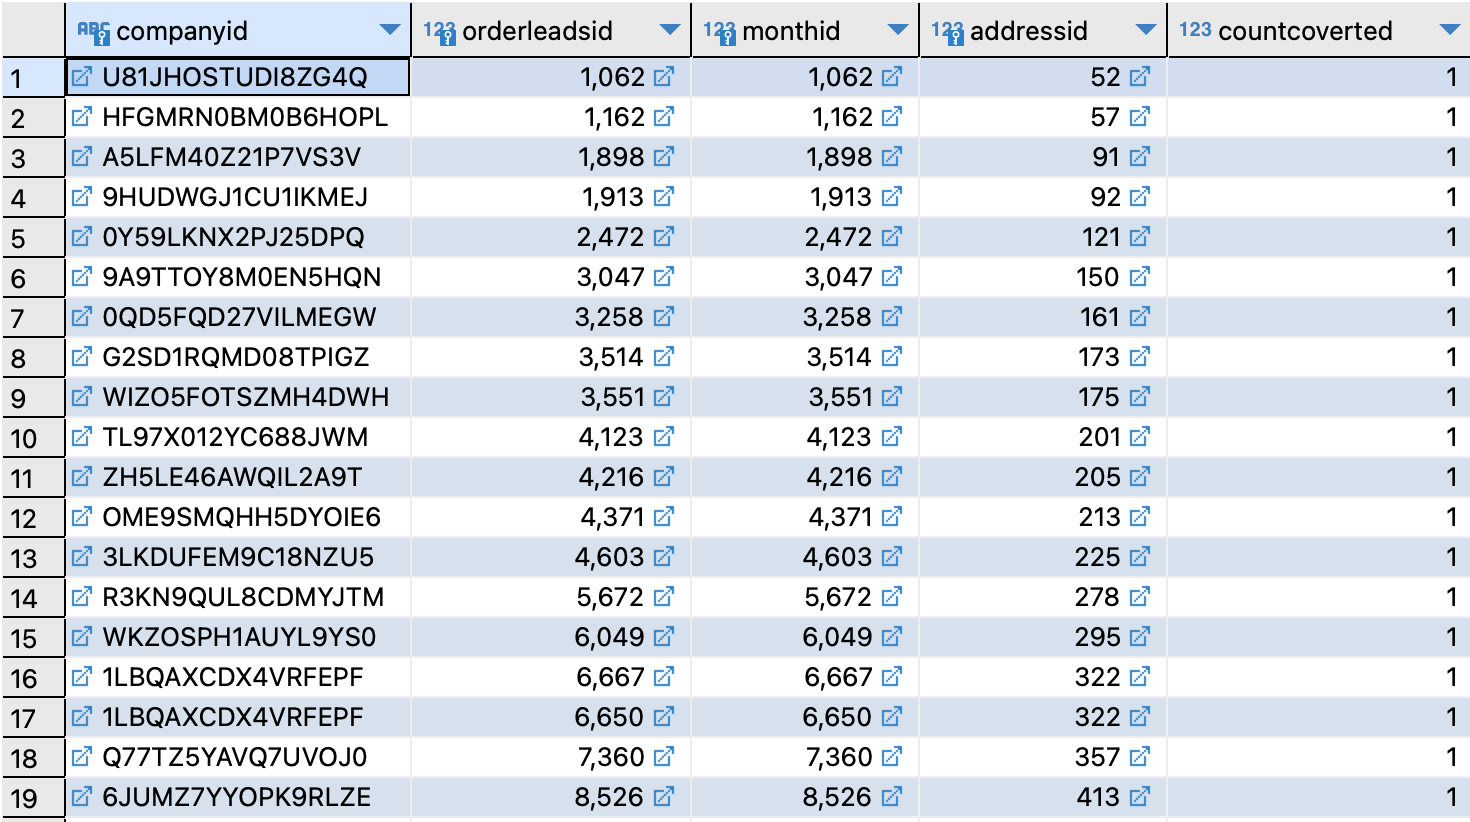 ABC companyid 123 orderleadsid 123 monthid 123 addressid 123 countcoverted
1 U81JHOSTUDI8ZG4Q 1,062 1,062 52 1
2 HFGMRN0BM0B6HOPL 1,162 1,162 57 1
3 A5LFM40Z21P7VS3V 1,898 1,898 91 1
4 9HUDWGJ1CU1IKMEJ 1,913 1,913 92 1
5 0Y59LKNX2PJ25DPQ 2,472 2,472 121 1
6 9A9TTOY8M0EN5HQN 3,047 3,047 150 1
7 0QD5FQD27VILMEGW 3,258 3,258 161 1
8 G2SD1RQMD08TPIGZ 3,514 3,514 173 1
9 WIZO5FOTSZMH4DWH 3,551 3,551 175 1
10 TL97X012YC688JWM 4,123 4,123 201 1
11 ZH5LE46AWQIL2A9T 4,216 4,216 205 1
12 OME9SMQHH5DYOIE6 4,371 4,371 213 1
13 3LKDUFEM9C18NZU5 4,603 4,603 225 1
14 R3KN9QUL8CDMYJTM 5,672 5,672 278 1
15 WKZOSPH1AUYL9YS0 6,049 6,049 295 1
16 1LBQAXCDX4VRFEPF 6,667 6,667 322 1
17 1LBQAXCDX4VRFEPF 6,650 6,650 322 1
18 Q77TZ5YAVQ7UVOJ0 7,360 7,360 357 1
19 6JUMZ7YYOPK9RLZE 8,526 8,526 413 1